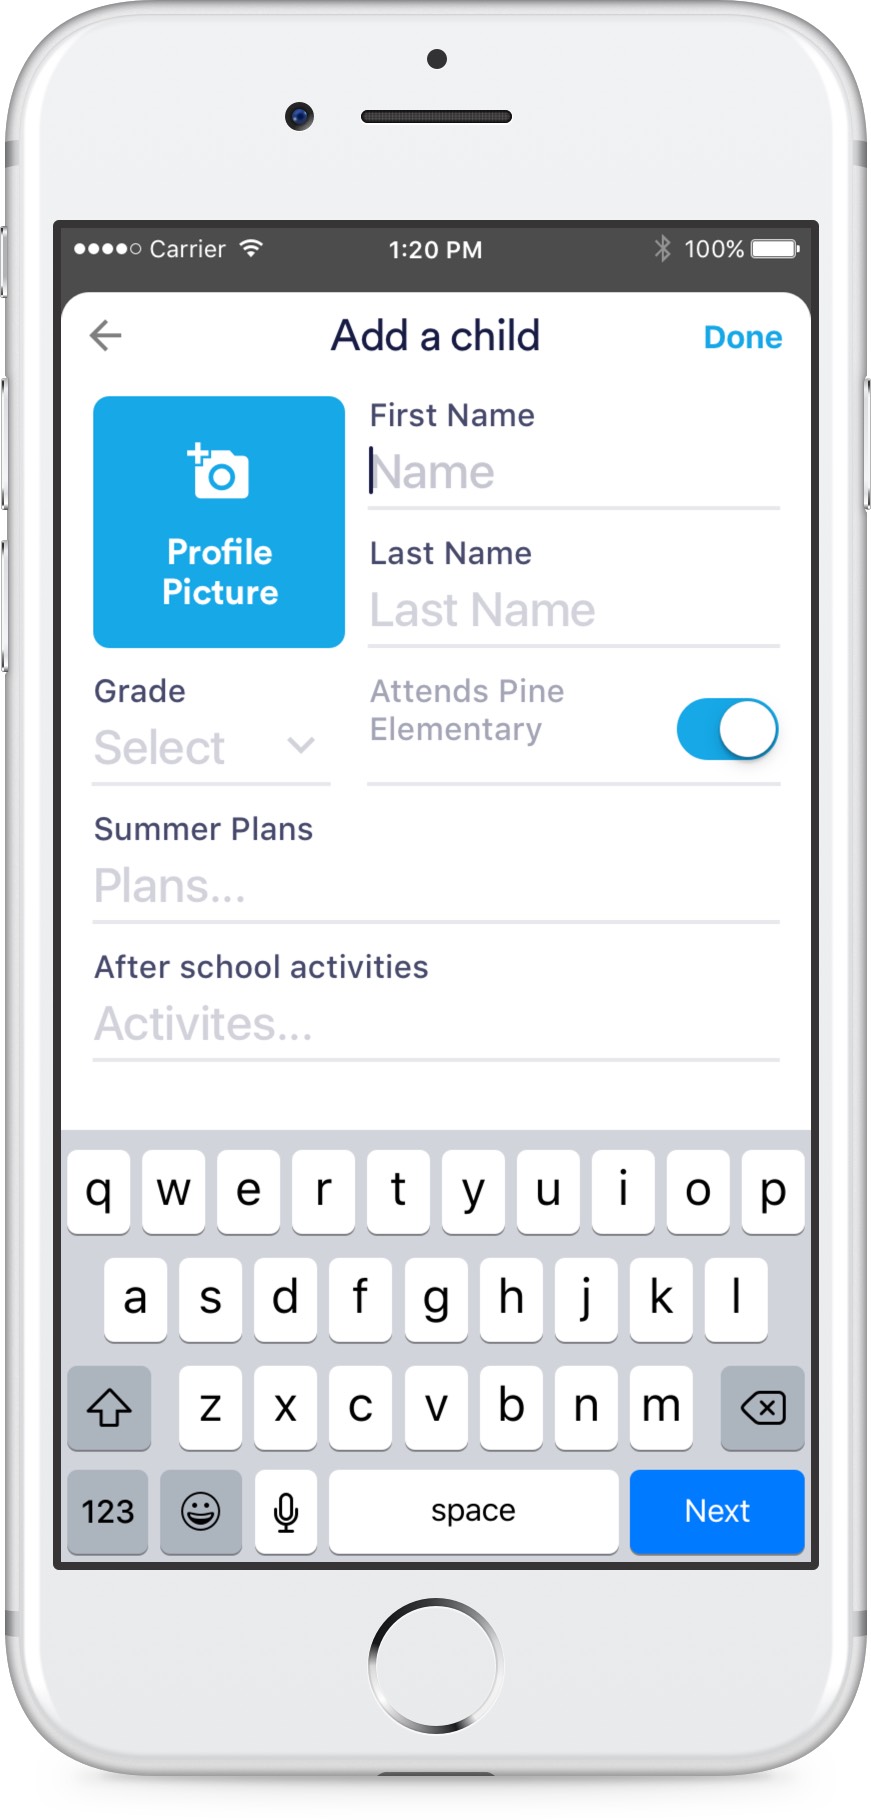 Carrier 1:20 PM 100%
Add a child Done
Profile
Picture
First Name
Name
Last Name
Last Name
Grade
Select
Attends Pine
Elementary
Summer Plans
Plans...
After school activities
Activites...
q w e r t y u i o p
a s d f g h j k l
z x c v b n m
123 space Next